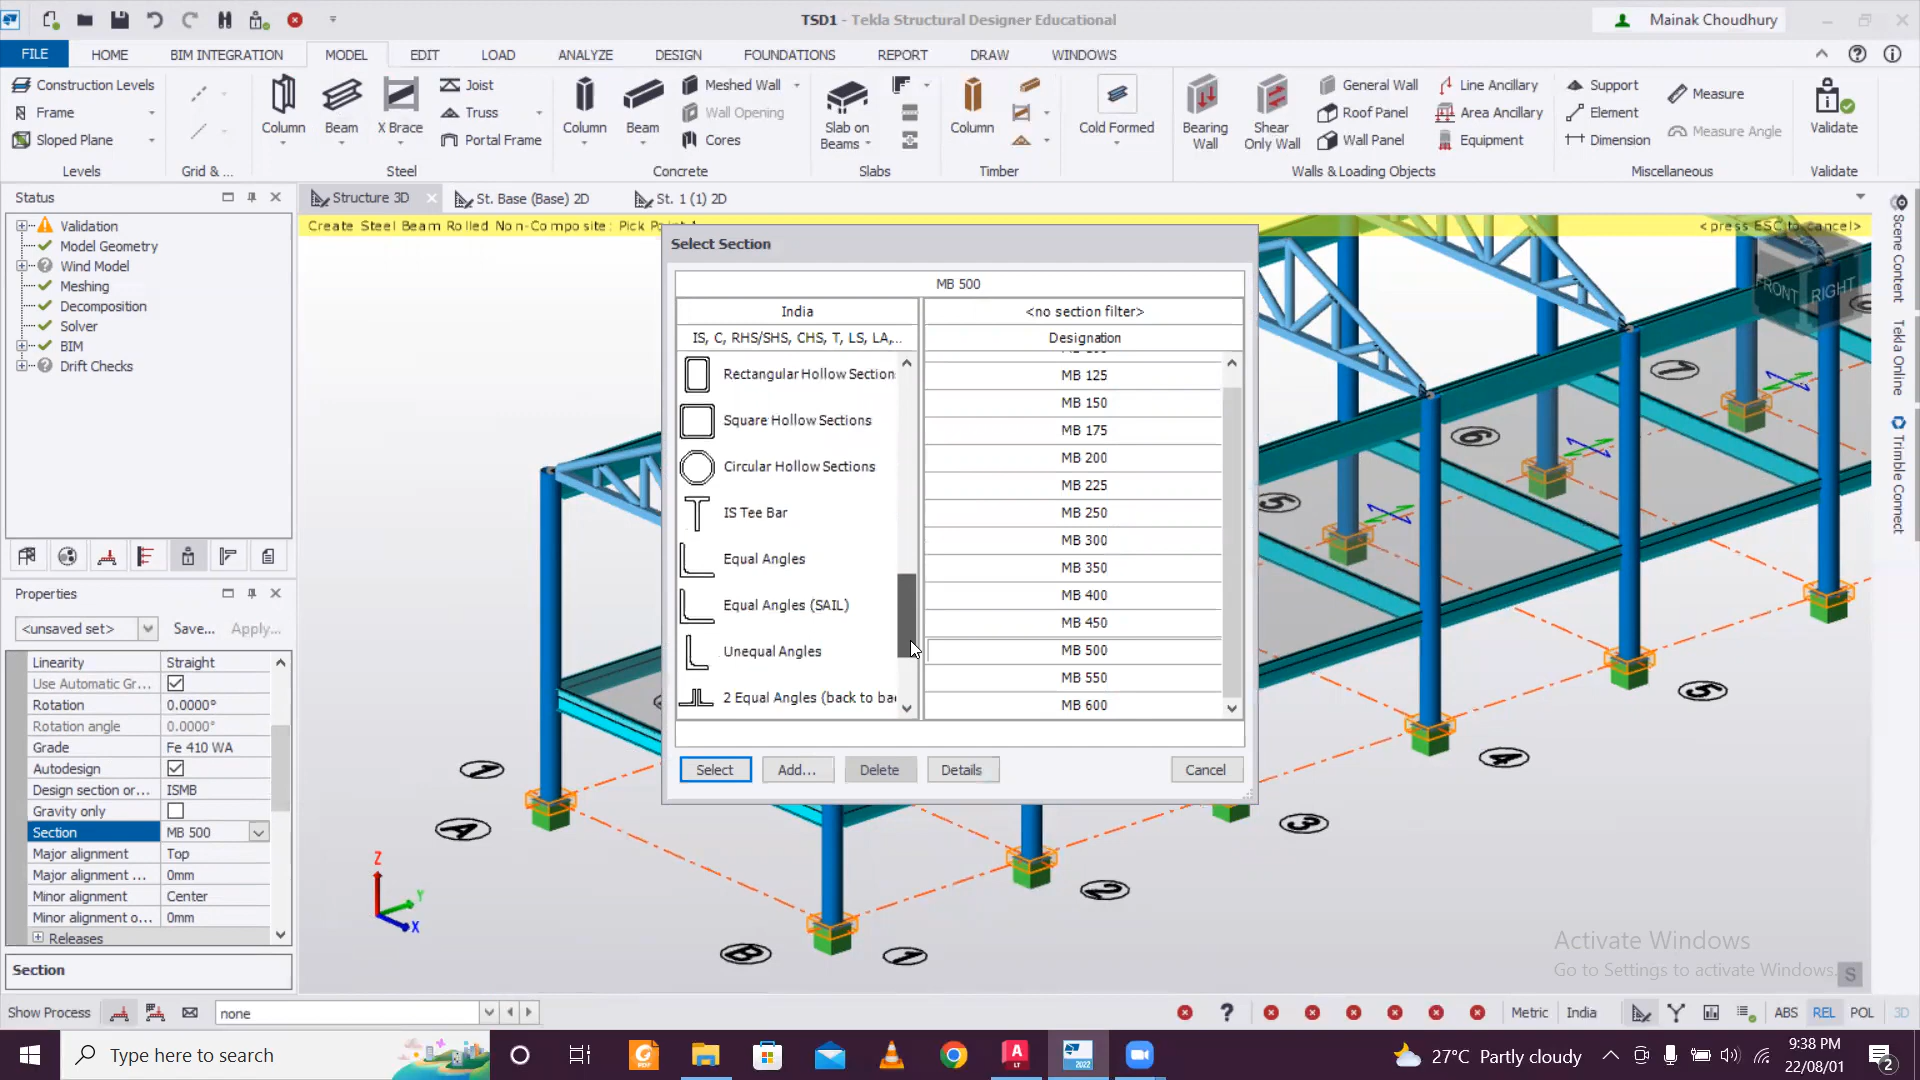 TSD1 - Tekla Structural Designer Educational
Mainak Choudhury
FILE HOME BIM INTEGRATION MODEL EDIT LOAD ANALYZE DESIGN FOUNDATIONS REPORT DRAW WINDOWS
Construction Levels
Frame
Sloped Plane
Levels
Grid & ...
Column
Beam
X Brace
Joist
Truss
Portal Frame
Steel
Column
Beam
Meshed Wall
Wall Opening
Cores
Concrete
Slab on
Beams
Slabs
Column
Timber
Cold Formed
Bearing
Wall
Shear
Only Wall
General Wall
Roof Panel
Wall Panel
Line Ancillary
Area Ancillary
Equipment
Walls & Loading Objects
Support
Element
Dimension
Measure
Measure Angle
Miscellaneous
Validate
Validate
Status
Validation
Model Geometry
Wind Model
Meshing
Decomposition
Solver
BIM
Drift Checks
Structure 3D
St. Base (Base) 2D
St. 1 (1) 2D
Create Steel Beam Rolled Non-Composite: Pick
<press ESC to cancel>
Select Section
MB 500
India
<no section filter>
IS, C, RHS/SHS, CHS, T, LS, LA,...
Designation
Rectangular Hollow Section
Square Hollow Sections
Circular Hollow Sections
IS Tee Bar
Equal Angles
Equal Angles (SAIL)
Unequal Angles
2 Equal Angles (back to ba
MB 125
MB 150
MB 175
MB 200
MB 225
MB 250
MB 300
MB 350
MB 400
MB 450
MB 500
MB 550
MB 600
Select
Add...
Delete
Details
Cancel
FRONT
RIGHT
Scene Content
Tekla Online
Trimble Connect
Properties
<unsaved set>
Save...
Apply...
Linearity Straight
Use Automatic Gr...
Rotation 0.0000°
Rotation angle 0.0000°
Grade Fe 410 WA
Autodesign
Design section or... ISMB
Gravity only
Section MB 500
Major alignment Top
Major alignment ... 0mm
Minor alignment Center
Minor alignment o... 0mm
Releases
Section
Z
Y
X
1
A
B
1
2
3
4
5
5
6
7
Activate Windows
Go to Settings to activate Windows.
S
Show Process
none
Metric
India
ABS
REL
POL
3D
Type here to search
27°C Partly cloudy
9:38 PM
22/08/01
2